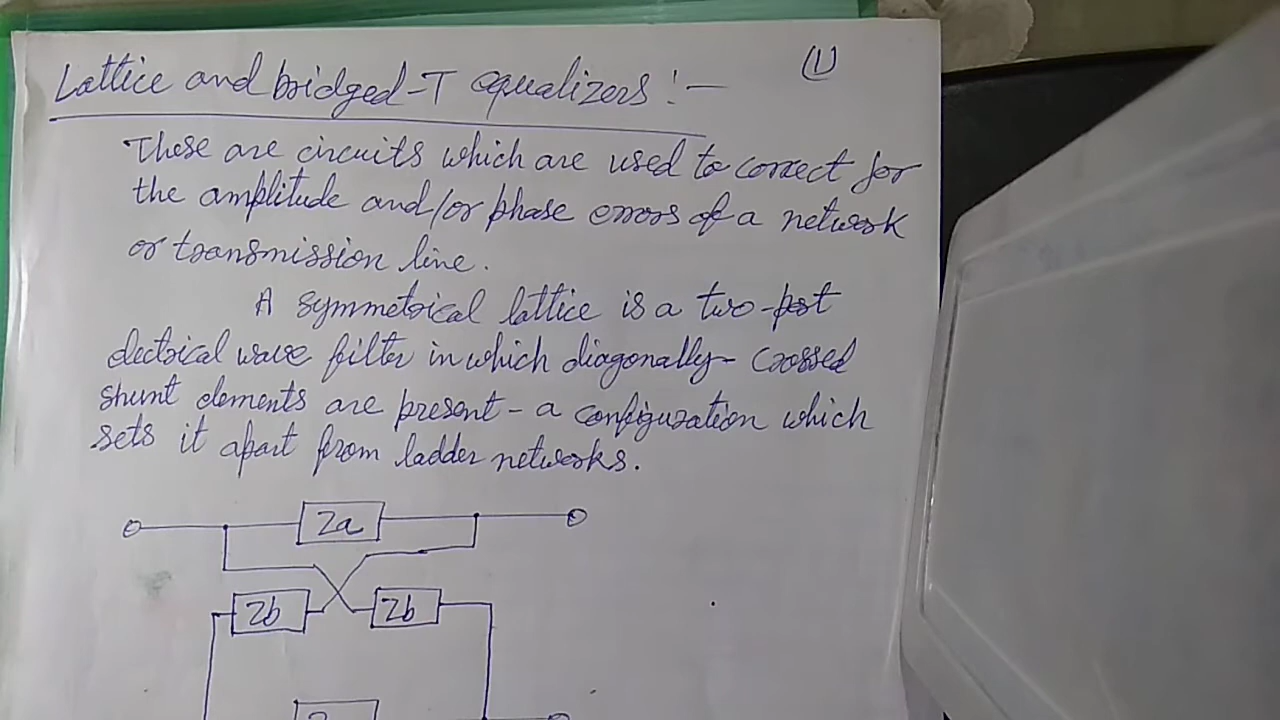 (1)
Lattice and bridged-T equalizers :-
These are circuits which are used to correct for
the amplitude and/or phase errors of a network
or transmission line.
A symmetrical lattice is a two-port
electrical wave filter in which diagonally-crossed
shunt elements are present - a configuration which
sets it apart from ladder networks.
Za
Zb Zb